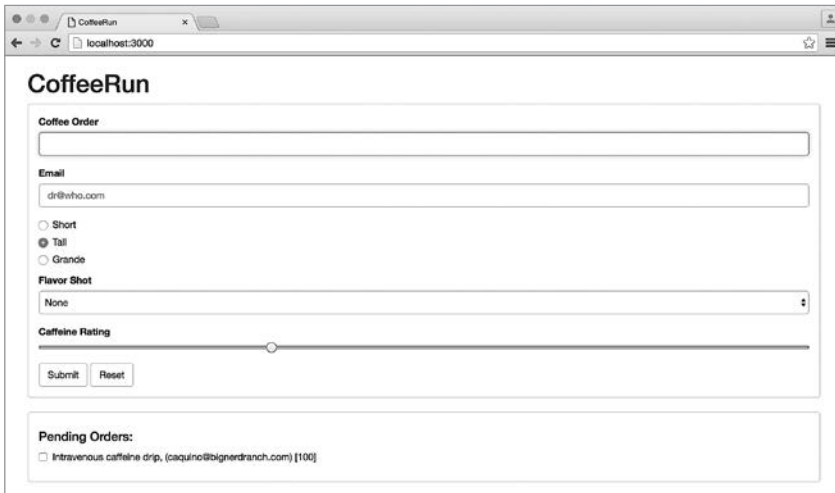 CoffeeRun
localhost:3000
CoffeeRun
Coffee Order
Email
dr@who.com
Short
Tall
Grande
Flavor Shot
None
Caffeine Rating
Submit Reset
Pending Orders:
Intravenous caffeine drip, (caquino@bignerdranch.com) [100]